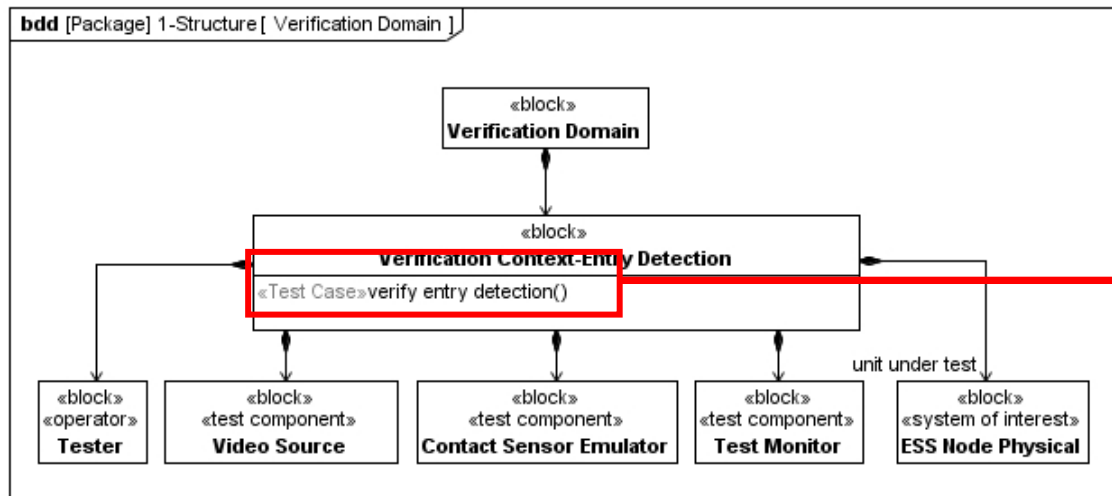 bdd [Package] 1-Structure [ Verification Domain ]
«block»
Verification Domain
«block»
Verification Context-Entry Detection
«Test Case»verify entry detection()
unit under test
«block»
«operator»
Tester
«block»
«test component»
Video Source
«block»
«test component»
Contact Sensor Emulator
«block»
«test component»
Test Monitor
«block»
«system of interest»
ESS Node Physical